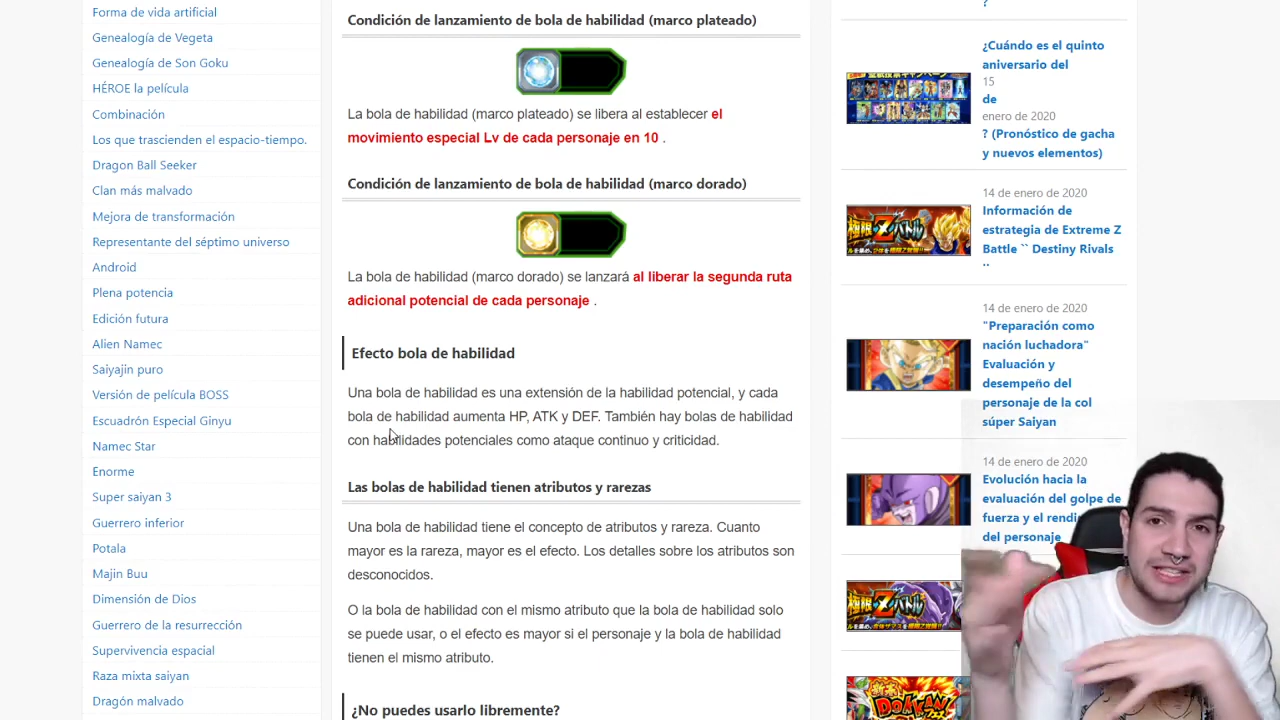 Forma de vida artificial
Genealogía de Vegeta
Genealogía de Son Goku
HÉROE la película
Combinación
Los que trascienden el espacio-tiempo.
Dragon Ball Seeker
Clan más malvado
Mejora de transformación
Representante del séptimo universo
Android
Plena potencia
Edición futura
Alien Namec
Saiyajin puro
Versión de película BOSS
Escuadrón Especial Ginyu
Namec Star
Enorme
Super saiyan 3
Guerrero inferior
Potala
Majin Buu
Dimensión de Dios
Guerrero de la resurrección
Supervivencia espacial
Raza mixta saiyan
Dragón malvado
Condición de lanzamiento de bola de habilidad (marco plateado)
La bola de habilidad (marco plateado) se libera al establecer el
movimiento especial Lv de cada personaje en 10 .
Condición de lanzamiento de bola de habilidad (marco dorado)
La bola de habilidad (marco dorado) se lanzará al liberar la segunda ruta
adicional potencial de cada personaje .
Efecto bola de habilidad
Una bola de habilidad es una extensión de la habilidad potencial, y cada
bola de habilidad aumenta HP, ATK y DEF. También hay bolas de habilidad
con habilidades potenciales como ataque continuo y criticidad.
Las bolas de habilidad tienen atributos y rarezas
Una bola de habilidad tiene el concepto de atributos y rareza. Cuanto
mayor es la rareza, mayor es el efecto. Los detalles sobre los atributos son
desconocidos.
O la bola de habilidad con el mismo atributo que la bola de habilidad solo
se puede usar, o el efecto es mayor si el personaje y la bola de habilidad
tienen el mismo atributo.
¿No puedes usarlo libremente?
?
¿Cuándo es el quinto
aniversario del
15
de
enero de 2020
? (Pronóstico de gacha
y nuevos elementos)
14 de enero de 2020
Información de
estrategia de Extreme Z
Battle `` Destiny Rivals
''
14 de enero de 2020
"Preparación como
nación luchadora"
Evaluación y
desempeño del
personaje de la col
súper Saiyan
14 de enero de 2020
Evolución hacia la
evaluación del golpe de
fuerza y el rendi
del personaje